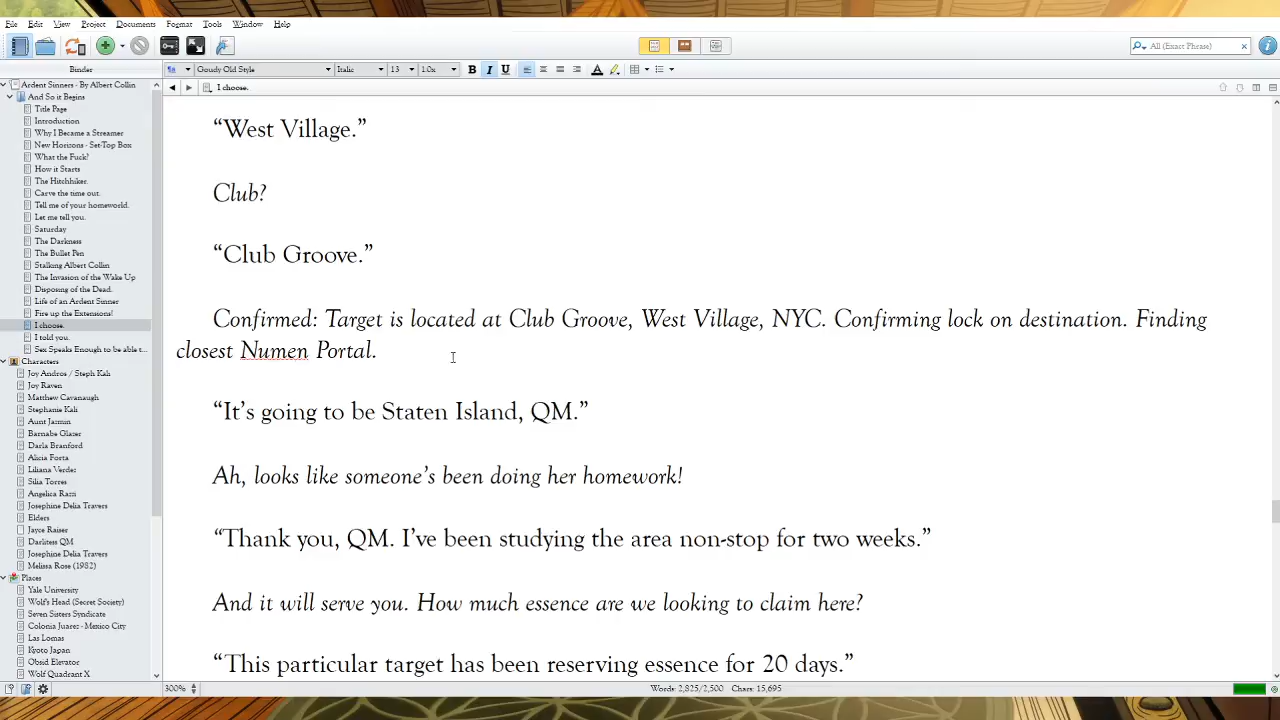 File Edit View Project Documents Format Tools Window Help
All (Exact Phrase)
Binder
Goudy Old Style Italic 13 1.0x B I U A
Ardent Sinners - By Albert Collin
I choose.
And So it Begins
Title Page
Introduction
Why I Became a Streamer
New Horizons - Set-Top Box
What the Fuck?
How it Starts
The Hitchhiker.
Carve the time out.
Tell me of your homeworld.
Let me tell you.
Saturday
The Darkness
The Bullet Pen
Stalking Albert Collin
The Invasion of the Wake Up
Disposing of the Dead.
Life of an Ardent Sinner
Fire up the Extensions!
I choose.
I told you.
Sex Speaks Enough to be able t...
Characters
Joy Andros / Steph Kali
Joy Raven
Matthew Cavanaugh
Stephanie Kali
Aunt Jazmin
Barnabe Glazer
Darla Branford
Alicia Forta
Liliana Verdes
Silia Torres
Angelica Razzi
Josephine Delia Travers
Elders
Jayce Raiser
Darlitess QM
Josephine Delia Travers
Melissa Rose (1982)
Places
Yale University
Wolf's Head (Secret Society)
Seven Sisters Syndicate
Colonia Juarez - Mexico City
Las Lomas
Kyoto Japan
Obsid Elevator
Wolf Quadrant X
“West Village.”
Club?
“Club Groove.”
Confirmed: Target is located at Club Groove, West Village, NYC. Confirming lock on destination. Finding
closest Numen Portal.
“It’s going to be Staten Island, QM.”
Ah, looks like someone’s been doing her homework!
“Thank you, QM. I’ve been studying the area non-stop for two weeks.”
And it will serve you. How much essence are we looking to claim here?
“This particular target has been reserving essence for 20 days.”
300%
Words: 2,825/2,500 Chars: 15,695